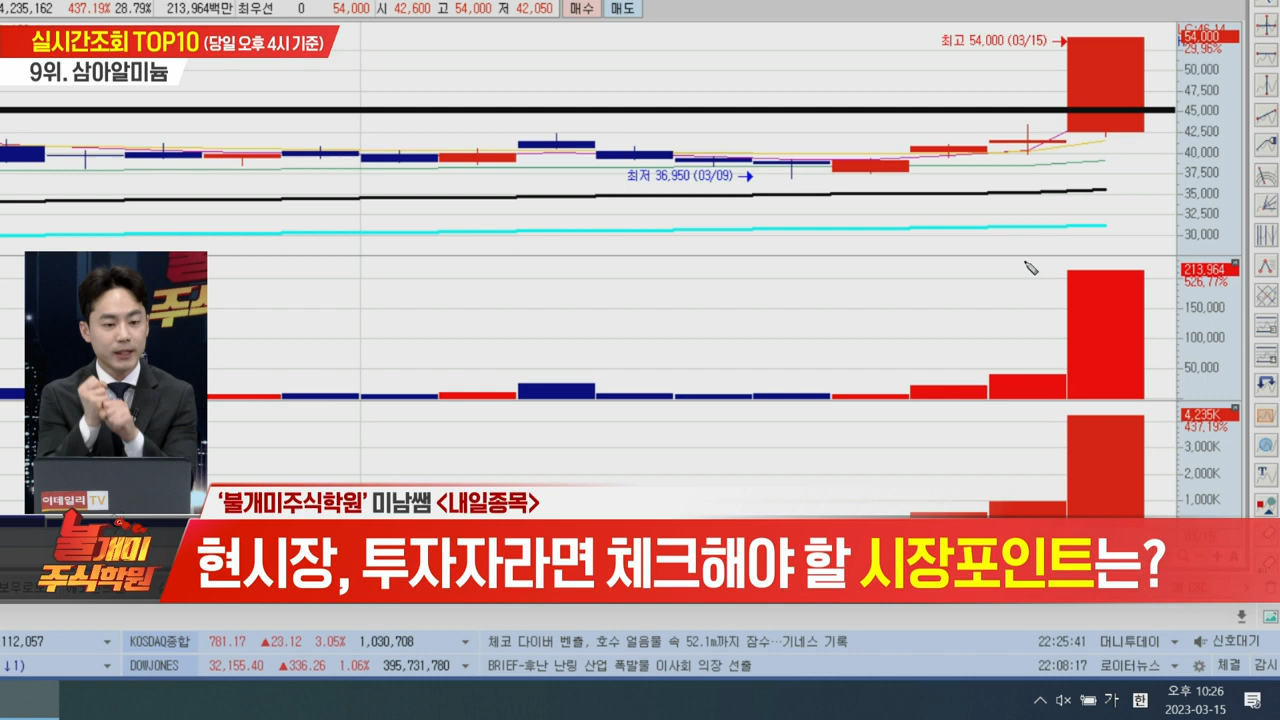 4,235,162 437.19% 28.79% 213,964백만 최우선 0 54,000 시 42,600 고 54,000 저 42,050 매수 매도
실시간조회 TOP10 (당일 오후 4시 기준)
9위. 삼아알미늄
최고 54,000 (03/15)
54,000
29.96%
50,000
47,500
45,000
42,500
40,000
37,500
35,000
32,500
30,000
최저 36,950 (03/09)
213,964
526.77%
150,000
100,000
50,000
4,235K
437.19%
3,000K
2,000K
1,000K
이데일리TV
'불개미주식학원' 미남쌤 <내일종목>
불개미
주식학원
현시장, 투자자라면 체크해야 할 시장포인트는?
112,057 KOSDAQ종합 781.17 ▲23.12 3.05% 1,030,708 체코 다이버 벤츨, 호수 얼음물 속 52.1m까지 잠수…기네스 기록 22:25:41 머니투데이 신호대기
↓1) DOWJONES 32,155.40 ▲336.26 1.06% 395,731,780 BRIEF-후난 난링 산업 폭발물 이사회 의장 선출 22:08:17 로이터뉴스 체결 감시
가 한 오후 10:26
2023-03-15